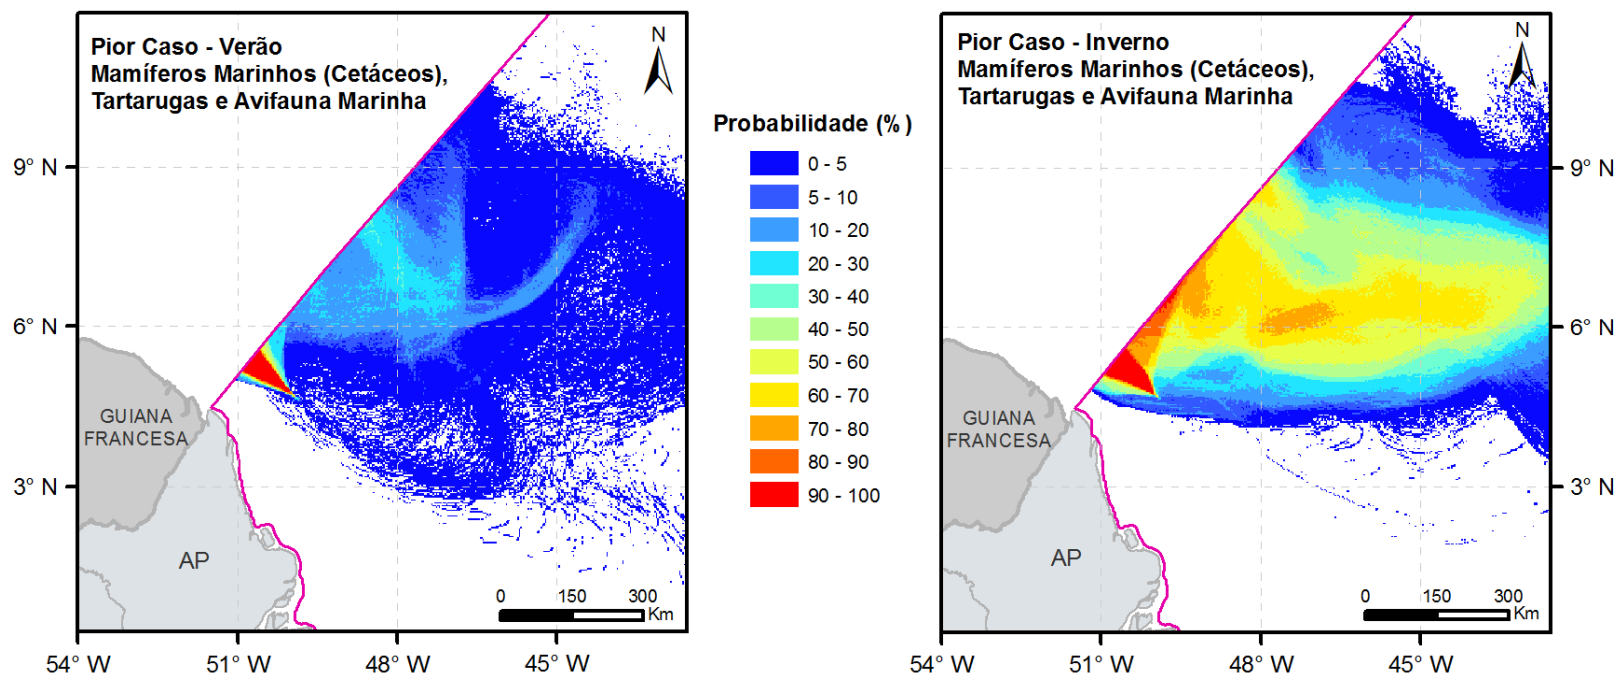 Pior Caso - Verão
Mamíferos Marinhos (Cetáceos),
Tartarugas e Avifauna Marinha
N
9° N
6° N
3° N
GUIANA
FRANCESA
AP
0 150 300
Km
54° W 51° W 48° W 45° W
Probabilidade (%)
0 - 5
5 - 10
10 - 20
20 - 30
30 - 40
40 - 50
50 - 60
60 - 70
70 - 80
80 - 90
90 - 100
Pior Caso - Inverno
Mamíferos Marinhos (Cetáceos),
Tartarugas e Avifauna Marinha
N
9° N
6° N
3° N
GUIANA
FRANCESA
AP
0 150 300
Km
54° W 51° W 48° W 45° W